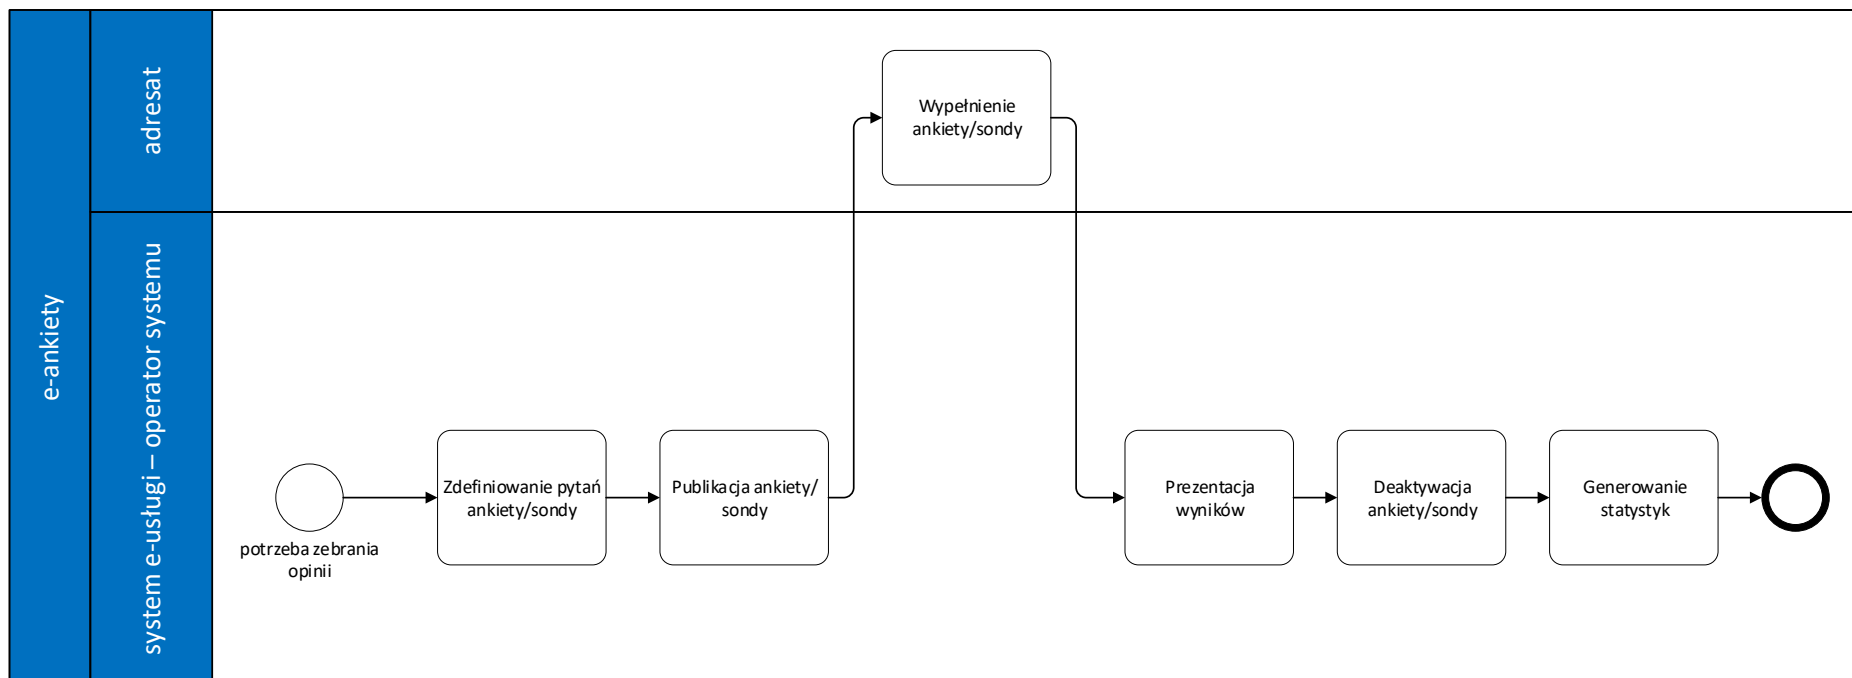 e-ankiety
adresat
Wypełnienie
ankiety/sondy
system e-usługi – operator systemu
potrzeba zebrania
opinii
Zdefiniowanie pytań
ankiety/sondy
Publikacja ankiety/
sondy
Prezentacja
wyników
Deaktywacja
ankiety/sondy
Generowanie
statystyk